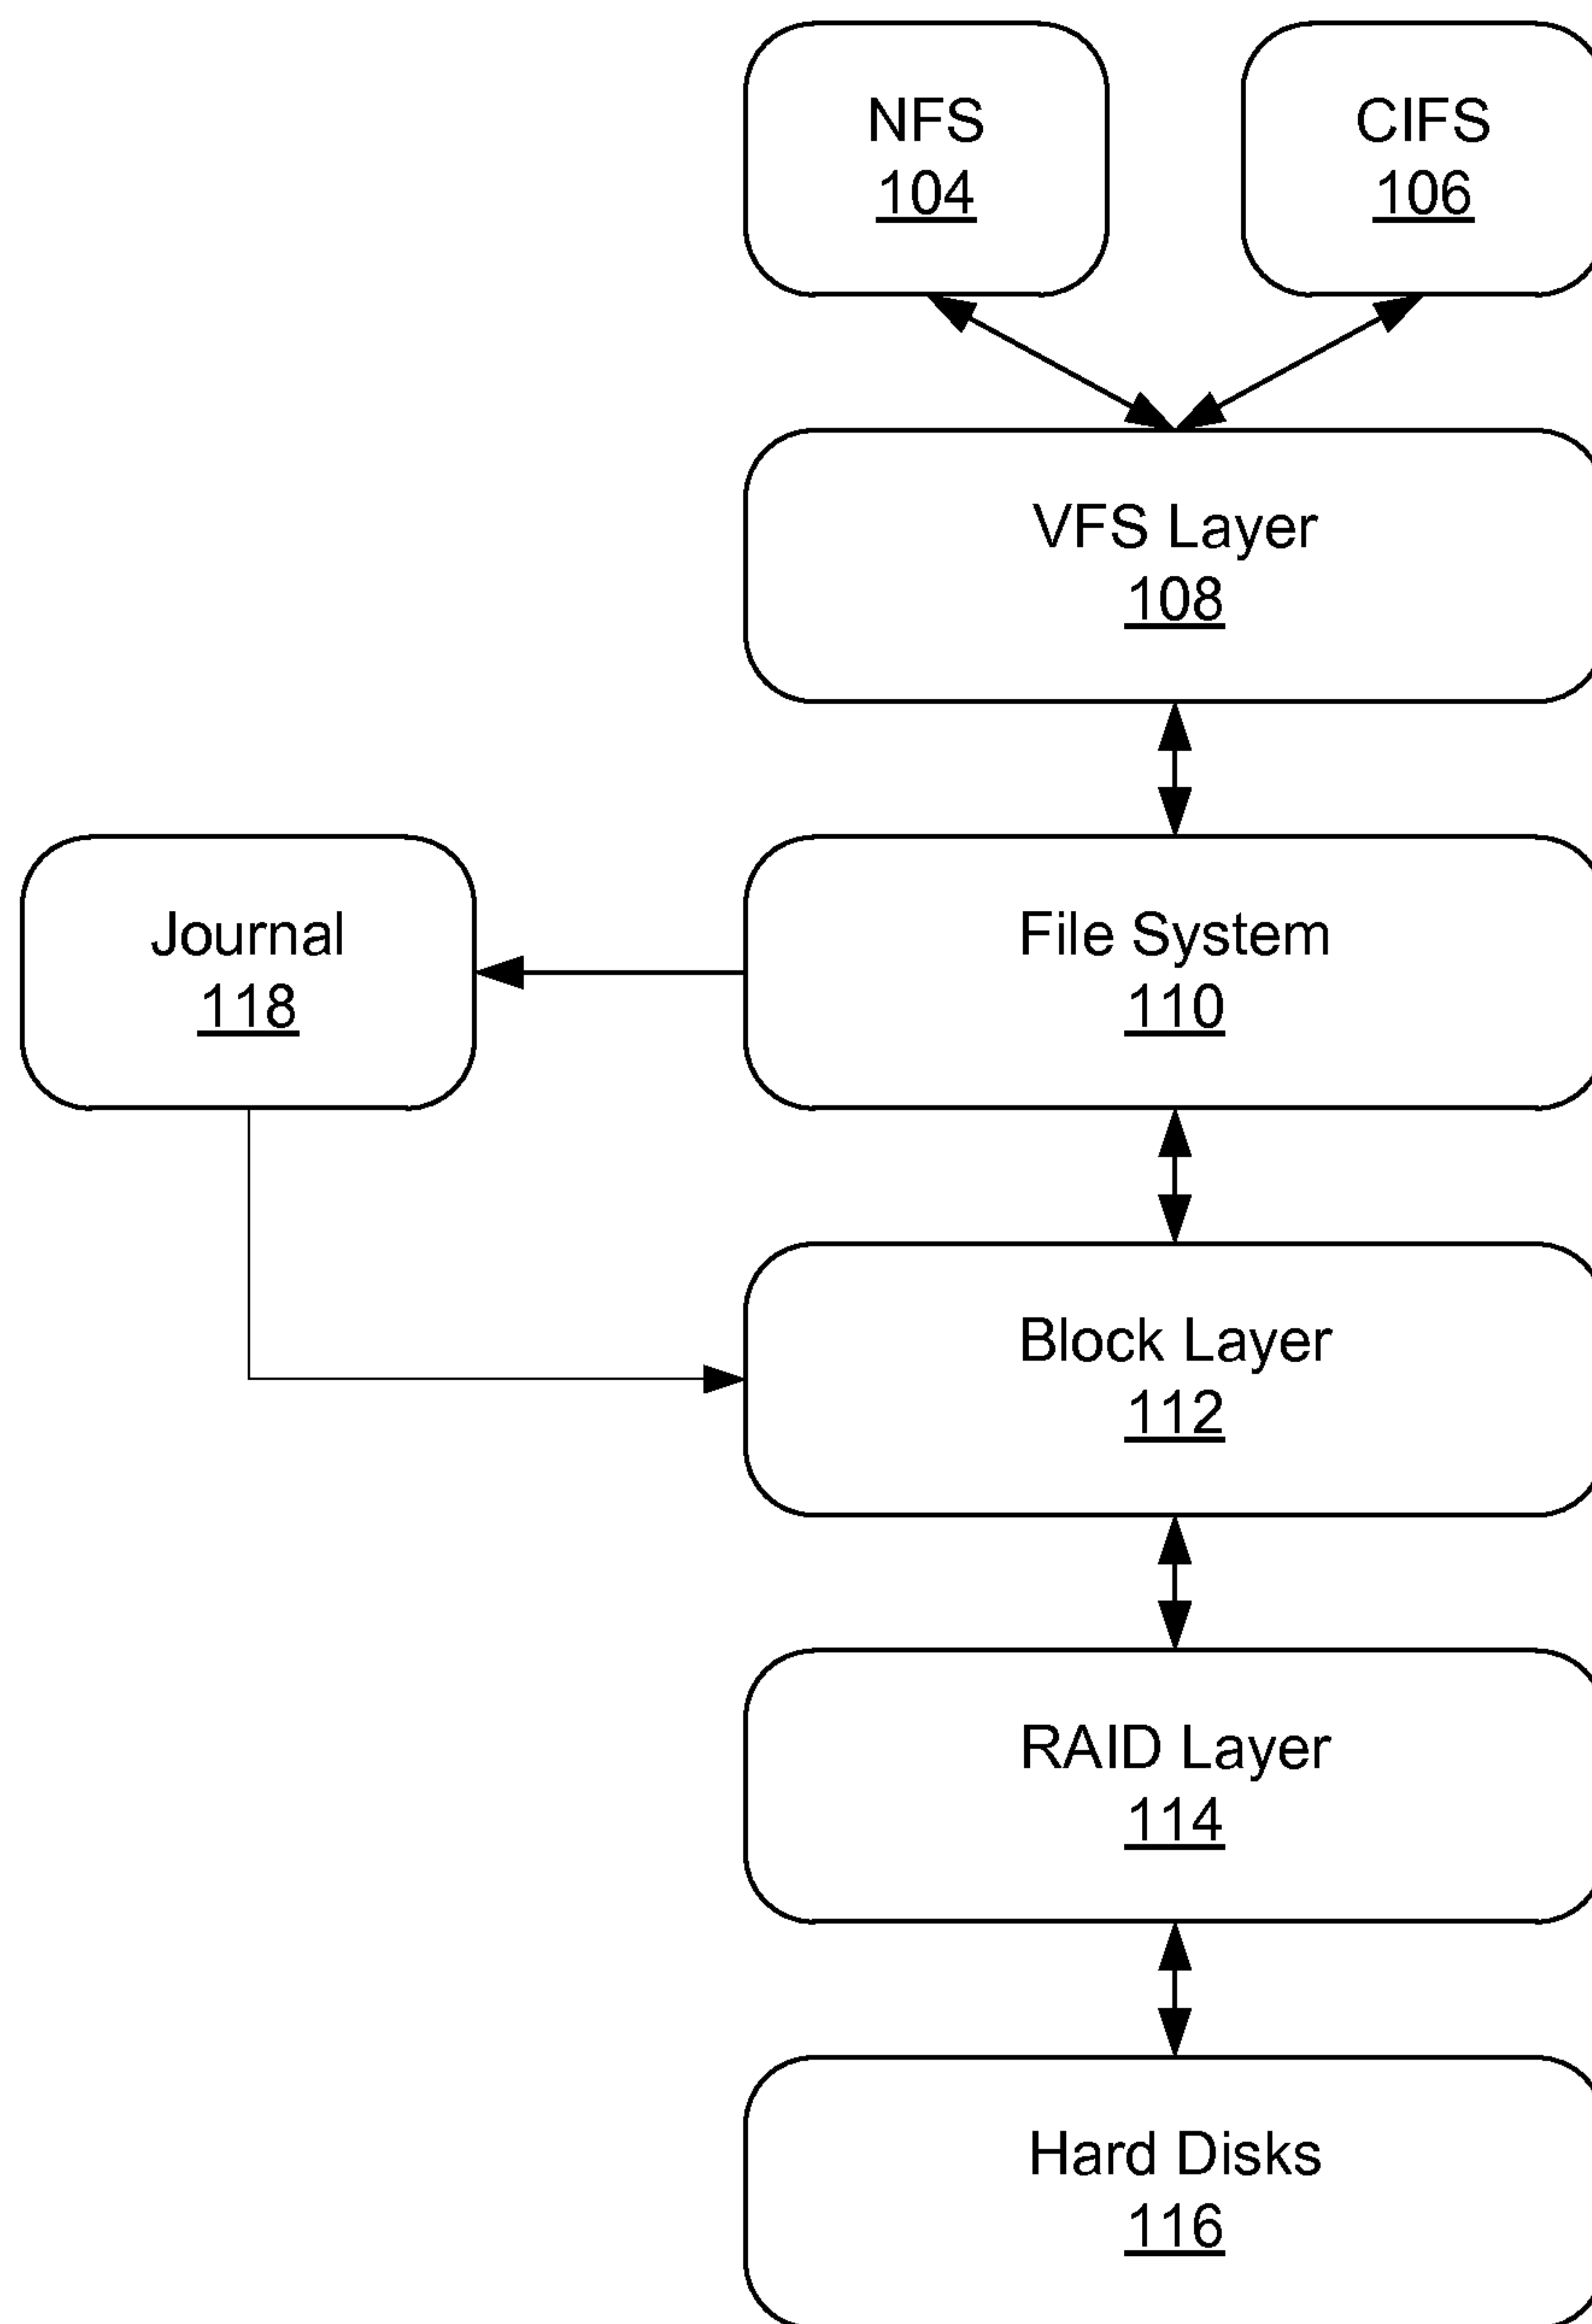 NFS
104
CIFS
106
VFS Layer
108
Journal
118
File System
110
Block Layer
112
RAID Layer
114
Hard Disks
116